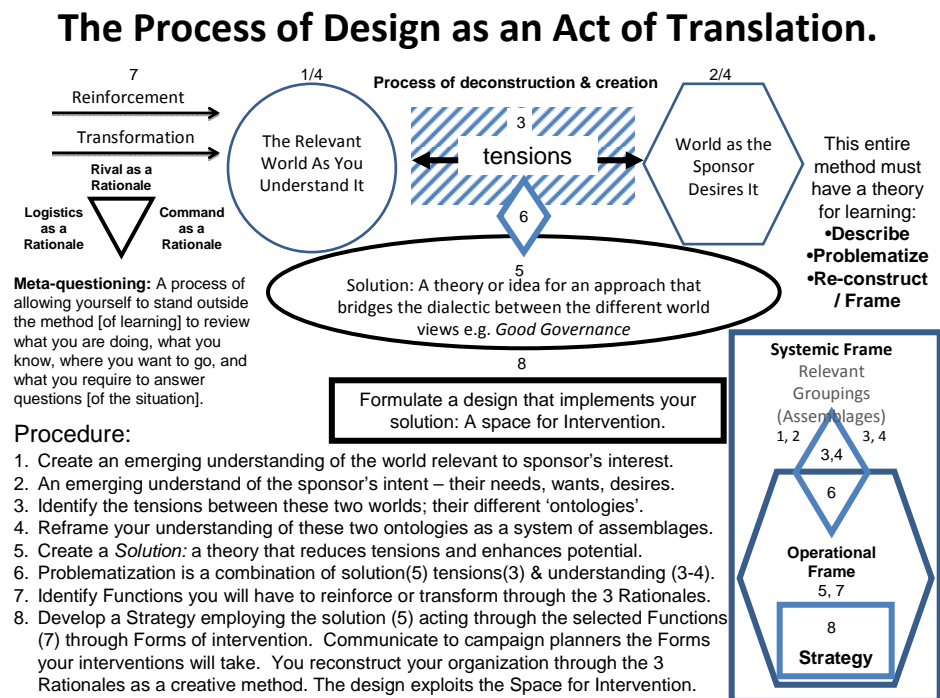 The Process of Design as an Act of Translation.
7
Reinforcement
Transformation
Rival as a
Rationale
Logistics
as a
Rationale
Command
as a
Rationale
1/4
The Relevant
World As You
Understand It
Process of deconstruction & creation
3
tensions
6
2/4
World as the
Sponsor
Desires It
This entire
method must
have a theory
for learning:
•Describe
•Problematize
•Re-construct
/ Frame
5
Solution: A theory or idea for an approach that
bridges the dialectic between the different world
views e.g. Good Governance
Meta-questioning: A process of
allowing yourself to stand outside
the method [of learning] to review
what you are doing, what you
know, where you want to go, and
what you require to answer
questions [of the situation].
8
Formulate a design that implements your
solution: A space for Intervention.
Procedure:
1. Create an emerging understanding of the world relevant to sponsor's interest.
2. An emerging understand of the sponsor's intent – their needs, wants, desires.
3. Identify the tensions between these two worlds; their different 'ontologies'.
4. Reframe your understanding of these two ontologies as a system of assemblages.
5. Create a Solution: a theory that reduces tensions and enhances potential.
6. Problematization is a combination of solution(5) tensions(3) & understanding (3-4).
7. Identify Functions you will have to reinforce or transform through the 3 Rationales.
8. Develop a Strategy employing the solution (5) acting through the selected Functions
(7) through Forms of intervention. Communicate to campaign planners the Forms
your interventions will take. You reconstruct your organization through the 3
Rationales as a creative method. The design exploits the Space for Intervention.
Systemic Frame
Relevant
Groupings
(Assemblages)
1, 2
3, 4
3,4
6
Operational
Frame
5, 7
8
Strategy